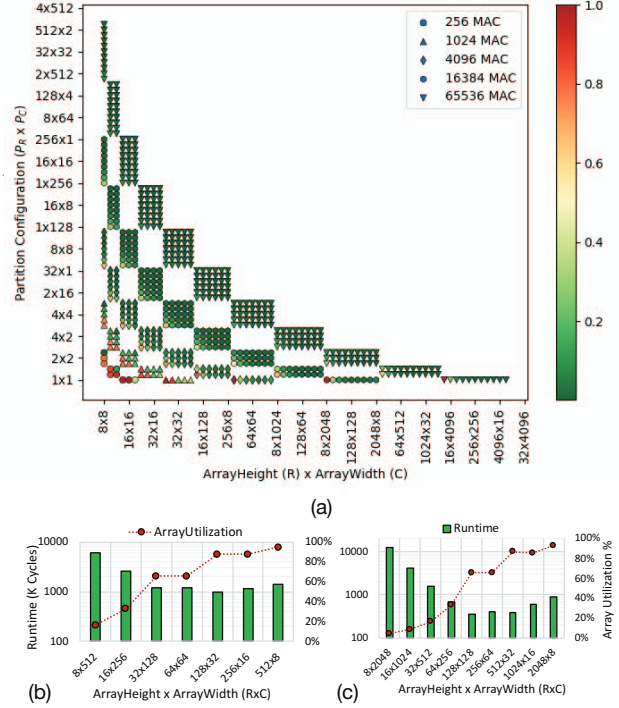 4x512
512x2
32x32
2x512
128x4
8x64
256x1
16x16
1x256
16x8
1x128
8x8
32x1
2x16
4x4
4x2
2x2
1x1
Partition Configuration (P_R x P_C)
256 MAC
1024 MAC
4096 MAC
16384 MAC
65536 MAC
1.0
0.8
0.6
0.4
0.2
8x8
16x16
32x16
32x32
16x128
256x8
64x64
8x1024
128x64
8x2048
128x128
2048x8
64x512
1024x32
16x4096
256x256
4096x16
32x4096
ArrayHeight (R) x ArrayWidth (C)
(a)
ArrayUtilization
Runtime (K Cycles)
10000
1000
100
100%
80%
60%
40%
20%
0%
8x512
16x256
32x128
64x64
128x32
256x16
512x8
ArrayHeight x ArrayWidth (RxC)
(b)
Runtime
10000
1000
100
100%
80%
60%
40%
20%
0%
Array Utilization %
8x2048
16x1024
32x512
64x256
128x128
256x64
512x32
1024x16
2048x8
ArrayHeight x ArrayWidth (RxC)
(c)